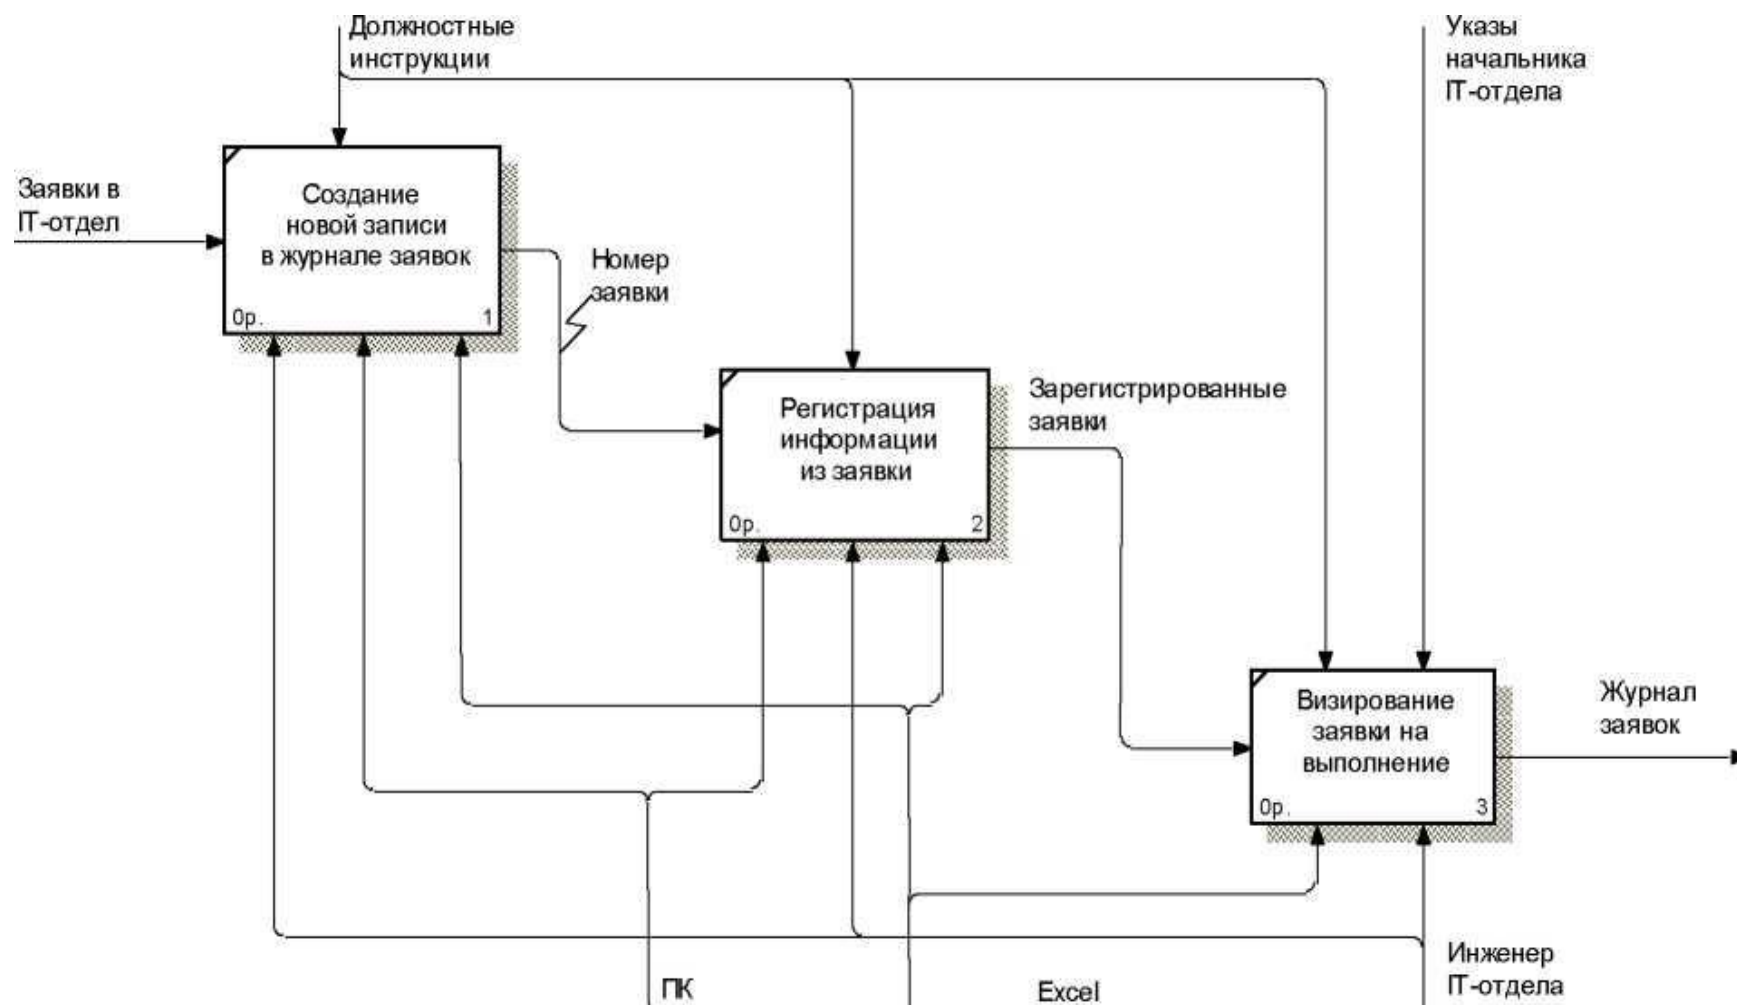 Должностные
инструкции
Указы
начальника
IT-отдела
Заявки в
IT-отдел
Создание
новой записи
в журнале заявок
0р.
1
Номер
заявки
Регистрация
информации
из заявки
0р.
2
Зарегистрированные
заявки
Визирование
заявки на
выполнение
0р.
3
Журнал
заявок
ПК
Excel
Инженер
IT-отдела